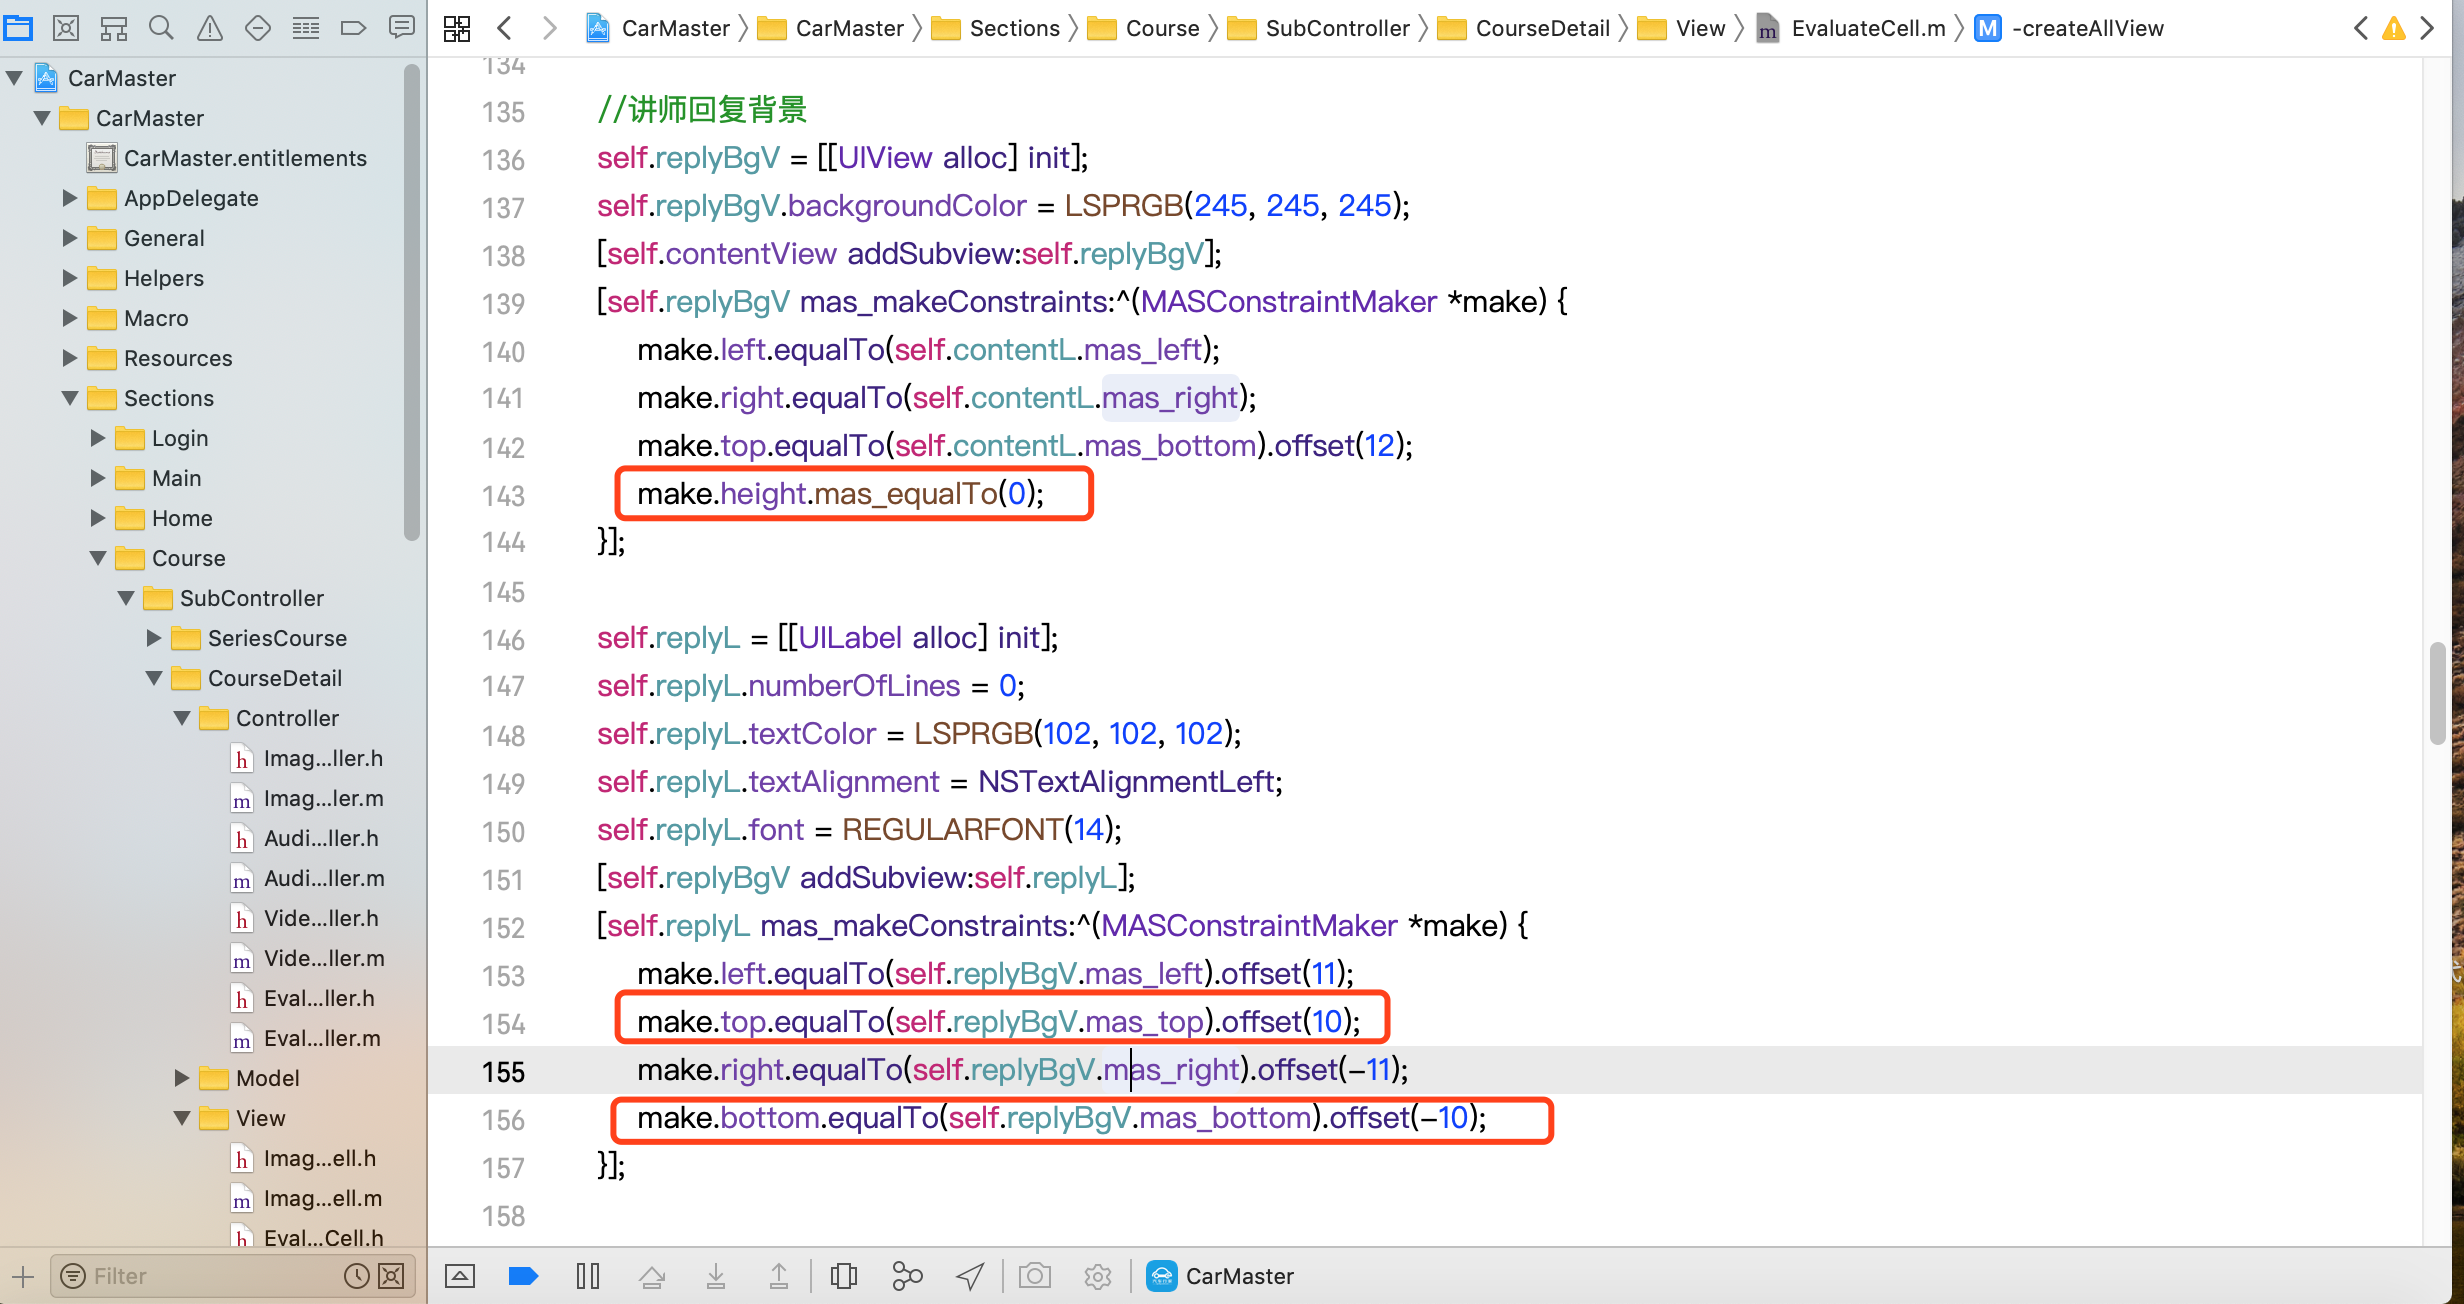 CarMaster 〉 CarMaster 〉 Sections 〉 Course 〉 SubController 〉 CourseDetail 〉 View 〉 m EvaluateCell.m 〉 M -createAllView
CarMaster
CarMaster
CarMaster.entitlements
AppDelegate
General
Helpers
Macro
Resources
Sections
Login
Main
Home
Course
SubController
SeriesCourse
CourseDetail
Controller
h Imag...ller.h
m Imag...ler.m
h Audi...ller.h
m Audi...ller.m
h Vide...ller.h
m Vide...ller.m
h Eval...ller.h
m Eval...ller.m
Model
View
h Imag...ell.h
m Imag...ell.m
h Eval...Cell.h
Filter
134
135 //讲师回复背景
136 self.replyBgV = [[UIView alloc] init];
137 self.replyBgV.backgroundColor = LSPRGB(245, 245, 245);
138 [self.contentView addSubview:self.replyBgV];
139 [self.replyBgV mas_makeConstraints:^(MASConstraintMaker *make) {
140 make.left.equalTo(self.contentL.mas_left);
141 make.right.equalTo(self.contentL.mas_right);
142 make.top.equalTo(self.contentL.mas_bottom).offset(12);
143 make.height.mas_equalTo(0);
144 }];
145
146 self.replyL = [[UILabel alloc] init];
147 self.replyL.numberOfLines = 0;
148 self.replyL.textColor = LSPRGB(102, 102, 102);
149 self.replyL.textAlignment = NSTextAlignmentLeft;
150 self.replyL.font = REGULARFONT(14);
151 [self.replyBgV addSubview:self.replyL];
152 [self.replyL mas_makeConstraints:^(MASConstraintMaker *make) {
153 make.left.equalTo(self.replyBgV.mas_left).offset(11);
154 make.top.equalTo(self.replyBgV.mas_top).offset(10);
155 make.right.equalTo(self.replyBgV.mas_right).offset(-11);
156 make.bottom.equalTo(self.replyBgV.mas_bottom).offset(-10);
157 }];
158
CarMaster